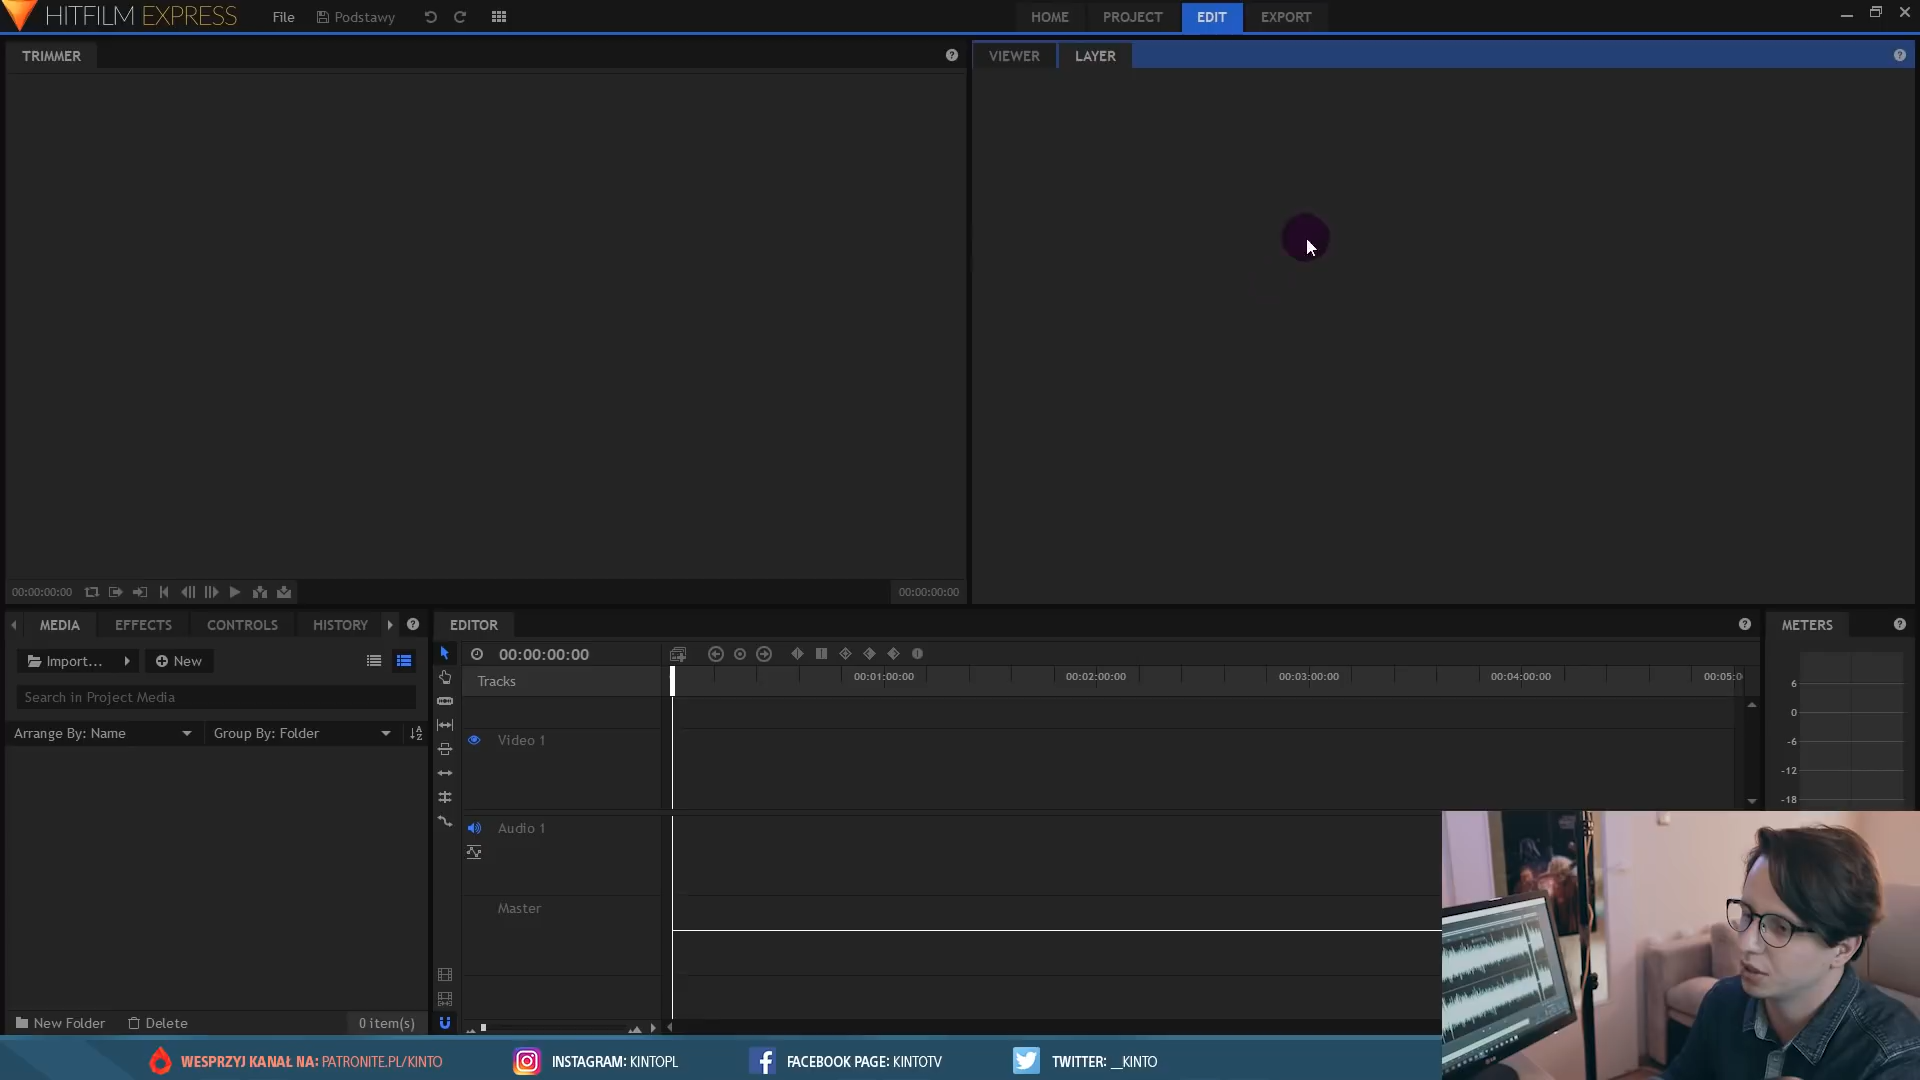 HITFILM EXPRESS
File
Podstawy
HOME
PROJECT
EDIT
EXPORT
TRIMMER
VIEWER
LAYER
00:00:00:00
00:00:00:00
MEDIA
EFFECTS
CONTROLS
HISTORY
EDITOR
METERS
Import...
New
00:00:00:00
Search in Project Media
Tracks
00:01:00:00
00:02:00:00
00:03:00:00
00:04:00:00
00:05:0
Arrange By: Name
Group By: Folder
Video 1
Audio 1
Master
6
0
-6
-12
-18
New Folder
Delete
0 item(s)
WESPRZYJ KANAŁ NA: PATRONITE.PL/KINTO
INSTAGRAM: KINTOPL
FACEBOOK PAGE: KINTOTV
TWITTER: __KINTO